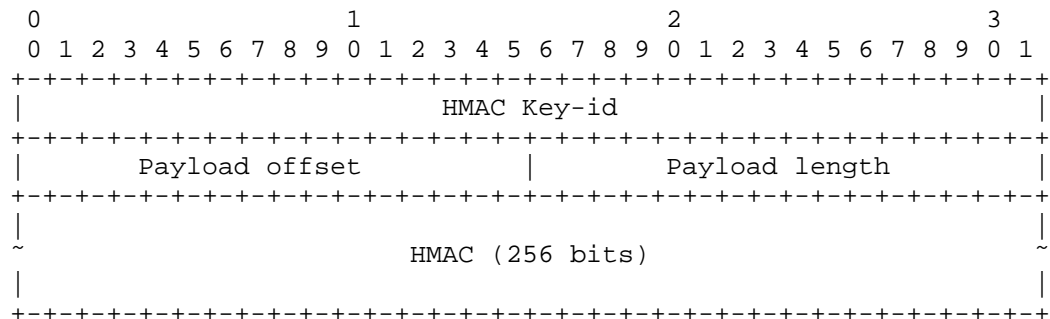 0                   1                   2                   3
 0 1 2 3 4 5 6 7 8 9 0 1 2 3 4 5 6 7 8 9 0 1 2 3 4 5 6 7 8 9 0 1
+-+-+-+-+-+-+-+-+-+-+-+-+-+-+-+-+-+-+-+-+-+-+-+-+-+-+-+-+-+-+-+-+
|                          HMAC Key-id                          |
+-+-+-+-+-+-+-+-+-+-+-+-+-+-+-+-+-+-+-+-+-+-+-+-+-+-+-+-+-+-+-+-+
|       Payload offset          |        Payload length         |
+-+-+-+-+-+-+-+-+-+-+-+-+-+-+-+-+-+-+-+-+-+-+-+-+-+-+-+-+-+-+-+-+
|                                                               |
~                        HMAC (256 bits)                        ~
|                                                               |
+-+-+-+-+-+-+-+-+-+-+-+-+-+-+-+-+-+-+-+-+-+-+-+-+-+-+-+-+-+-+-+-+